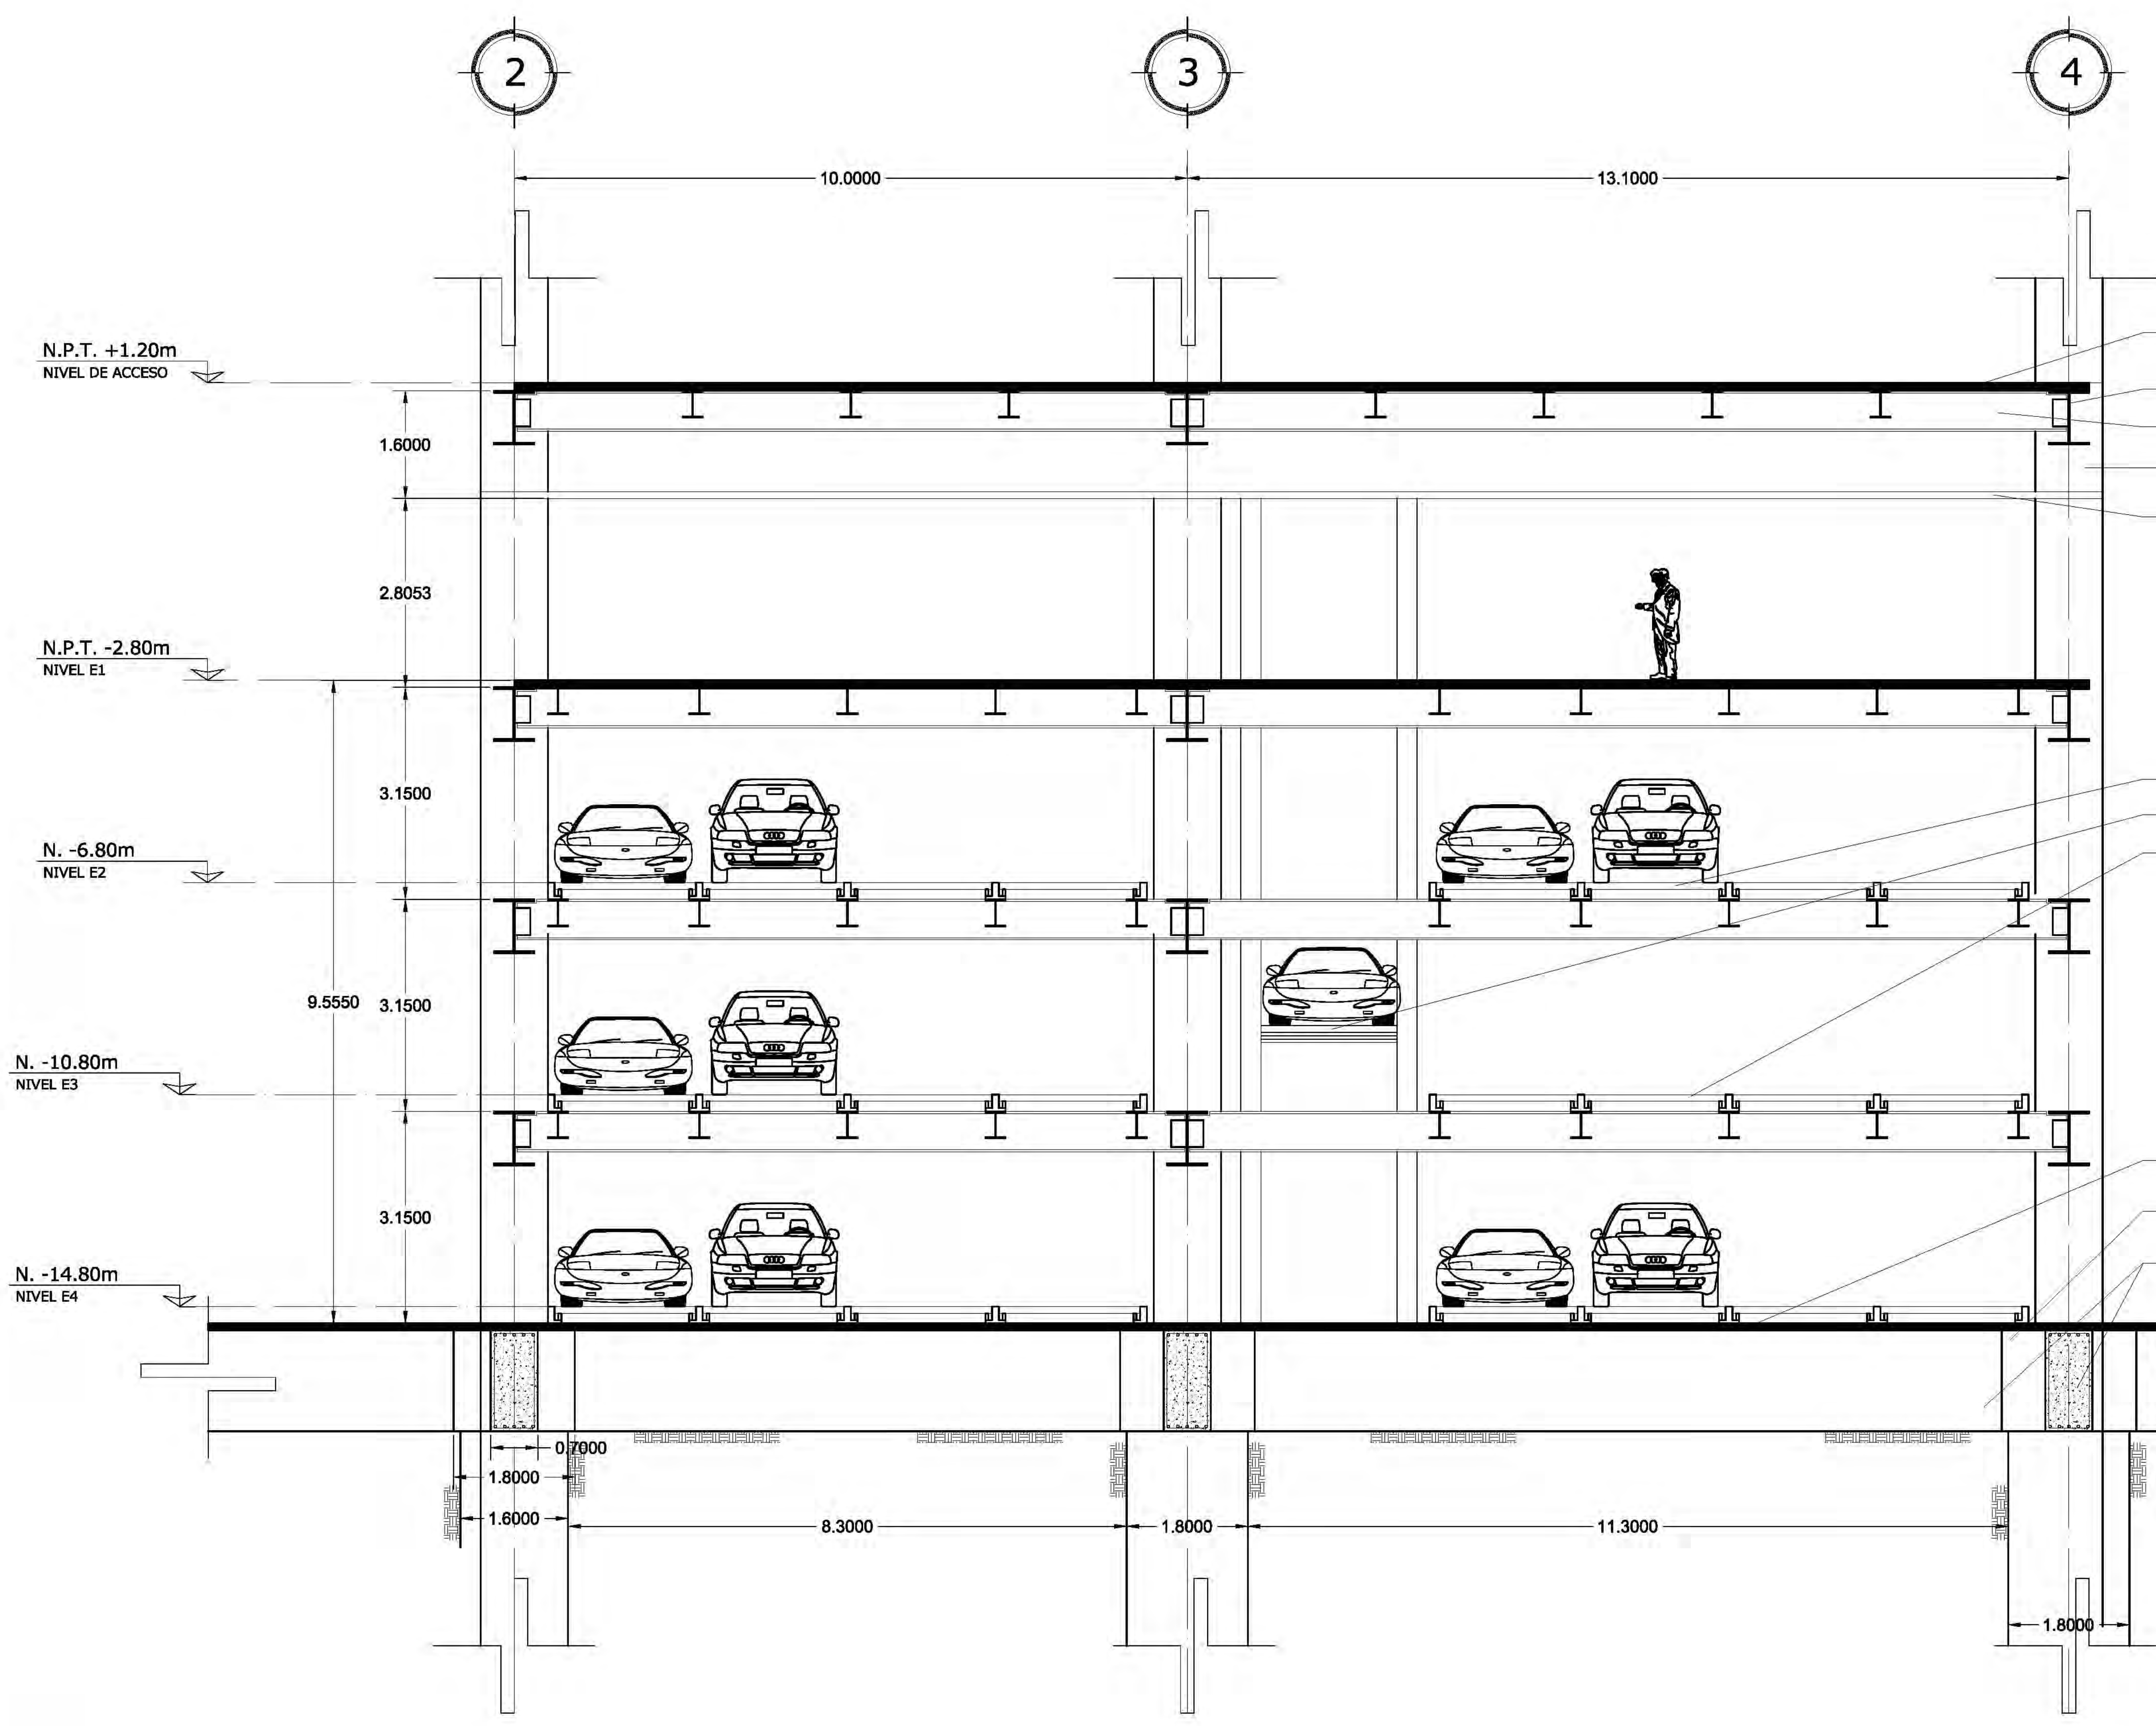 2
3
4
10.0000
13.1000
N.P.T. +1.20m
NIVEL DE ACCESO
1.6000
2.8053
N.P.T. -2.80m
NIVEL E1
3.1500
N. -6.80m
NIVEL E2
9.5550
3.1500
N. -10.80m
NIVEL E3
3.1500
N. -14.80m
NIVEL E4
0.7000
1.8000
1.6000
8.3000
1.8000
11.3000
1.8000